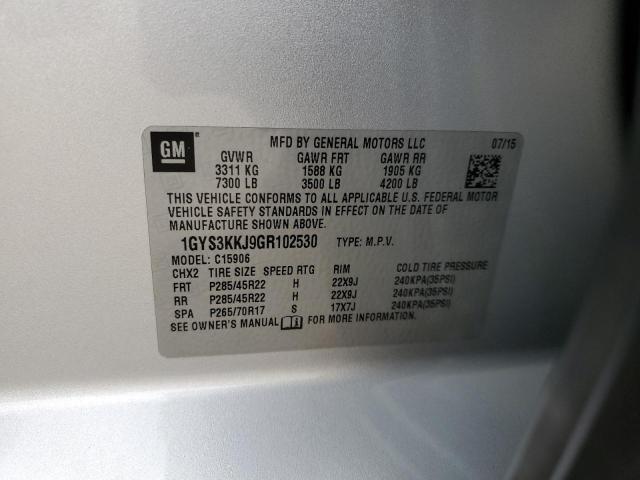 GM ®
MFD BY GENERAL MOTORS LLC 07/15
GVWR GAWR FRT GAWR RR
3311 KG 1588 KG 1905 KG
7300 LB 3500 LB 4200 LB
THIS VEHICLE CONFORMS TO ALL APPLICABLE U.S. FEDERAL MOTOR
VEHICLE SAFETY STANDARDS IN EFFECT ON THE DATE OF
MANUFACTURE SHOWN ABOVE.
1GYS3KKJ9GR102530 TYPE: M.P.V.
MODEL: C15906
CHX2 TIRE SIZE SPEED RTG RIM COLD TIRE PRESSURE
FRT P285/45R22 H 22X9J 240KPA(35PSI)
RR P285/45R22 H 22X9J 240KPA(35PSI)
SPA P265/70R17 S 17X7J 240KPA(35PSI)
SEE OWNER'S MANUAL FOR MORE INFORMATION.